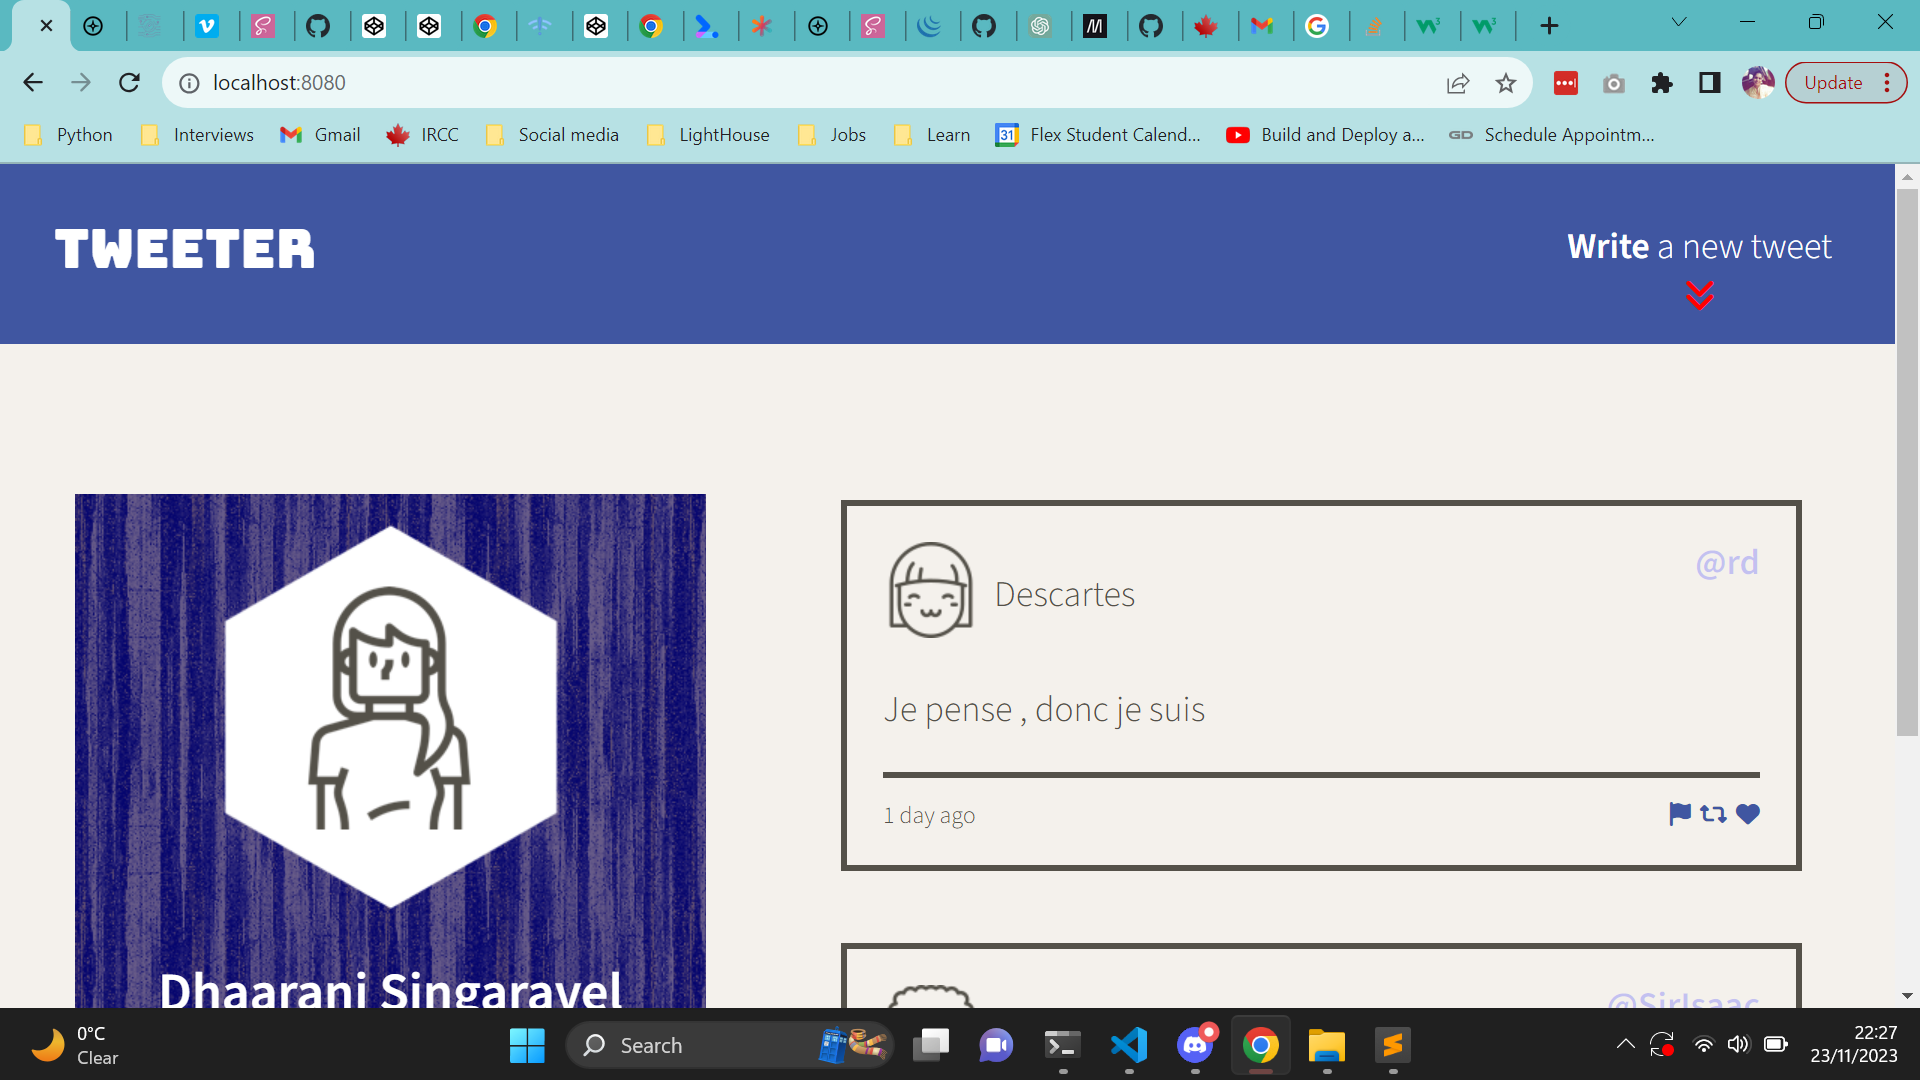 localhost:8080
Update
Python
Interviews
Gmail
IRCC
Social media
LightHouse
Jobs
Learn
31
Flex Student Calend...
Build and Deploy a...
GD
Schedule Appointm...
TWEETER
Write a new tweet
@rd
Descartes
Je pense , donc je suis
1 day ago
Dhaarani Singaravel
@SirIsaac
0°C
Clear
Search
22:27
23/11/2023